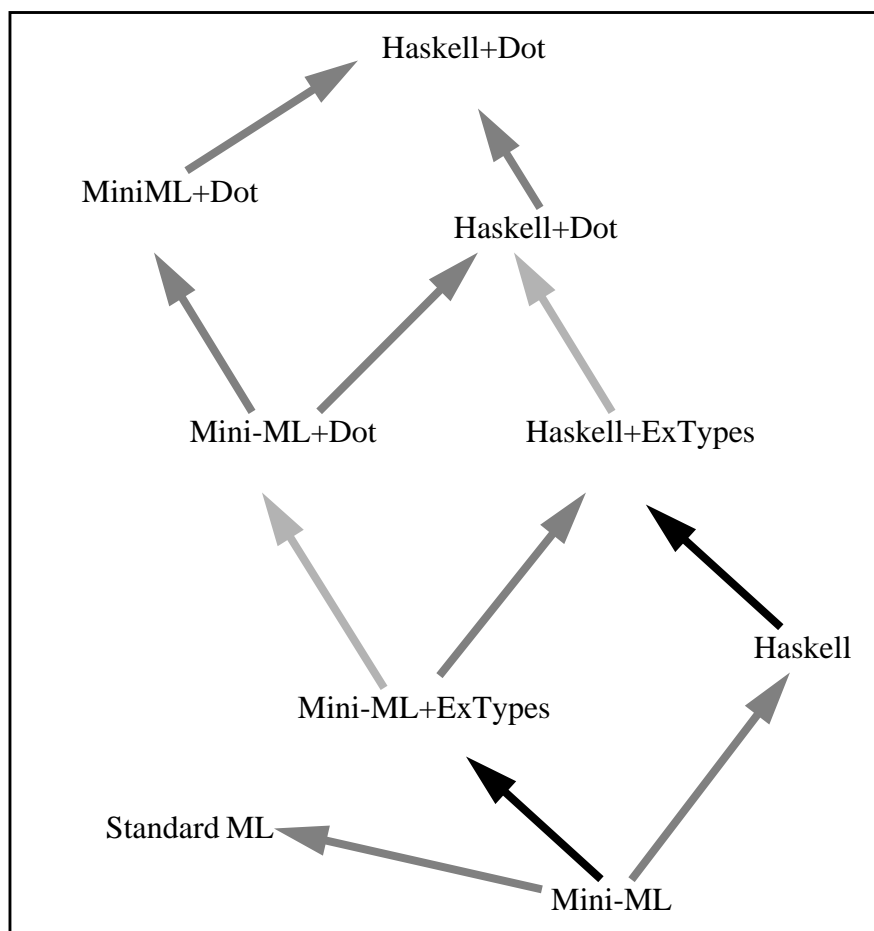 Haskell+Dot
MiniML+Dot
Haskell+Dot
Mini-ML+Dot
Haskell+ExTypes
Haskell
Mini-ML+ExTypes
Standard ML
Mini-ML